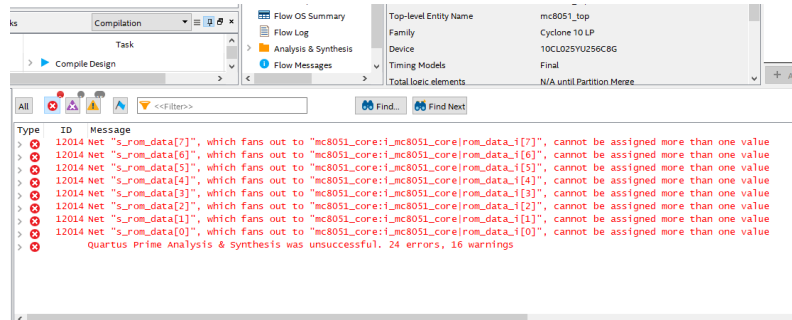 ks
Compilation
Task
Compile Design
Flow OS Summary
Flow Log
Analysis & Synthesis
Flow Messages
Top-level Entity Name mc8051_top
Family Cyclone 10 LP
Device 10CL025YU256C8G
Timing Models Final
Total logic elements N/A until Partition Merge
All <<Filter>> Find... Find Next
Type ID Message
12014 Net "s_rom_data[7]", which fans out to "mc8051_core:i_mc8051_core|rom_data_i[7]", cannot be assigned more than one value
12014 Net "s_rom_data[6]", which fans out to "mc8051_core:i_mc8051_core|rom_data_i[6]", cannot be assigned more than one value
12014 Net "s_rom_data[5]", which fans out to "mc8051_core:i_mc8051_core|rom_data_i[5]", cannot be assigned more than one value
12014 Net "s_rom_data[4]", which fans out to "mc8051_core:i_mc8051_core|rom_data_i[4]", cannot be assigned more than one value
12014 Net "s_rom_data[3]", which fans out to "mc8051_core:i_mc8051_core|rom_data_i[3]", cannot be assigned more than one value
12014 Net "s_rom_data[2]", which fans out to "mc8051_core:i_mc8051_core|rom_data_i[2]", cannot be assigned more than one value
12014 Net "s_rom_data[1]", which fans out to "mc8051_core:i_mc8051_core|rom_data_i[1]", cannot be assigned more than one value
12014 Net "s_rom_data[0]", which fans out to "mc8051_core:i_mc8051_core|rom_data_i[0]", cannot be assigned more than one value
Quartus Prime Analysis & Synthesis was unsuccessful. 24 errors, 16 warnings